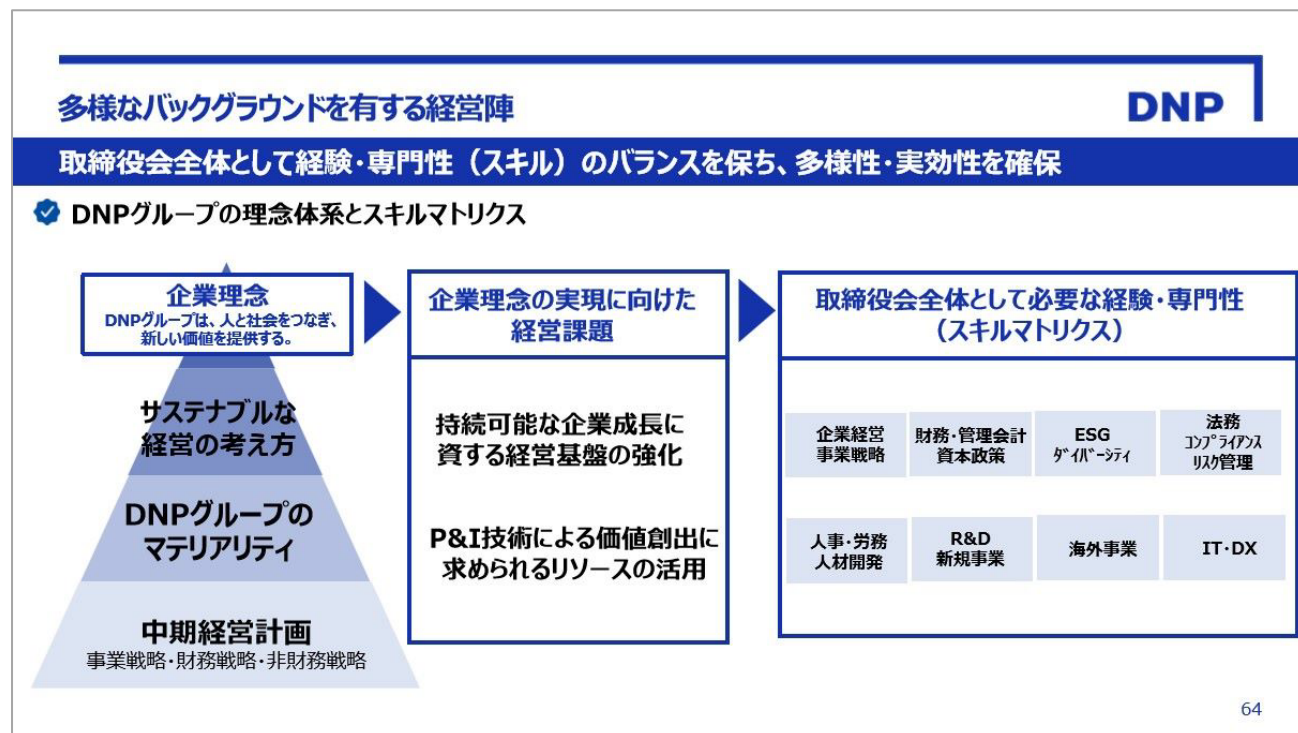 多様なバックグラウンドを有する経営陣
DNP
取締役会全体として経験・専門性（スキル）のバランスを保ち、多様性・実効性を確保
DNPグループの理念体系とスキルマトリクス
企業理念
DNPグループは、人と社会をつなぎ、
新しい価値を提供する。
サステナブルな
経営の考え方
DNPグループの
マテリアリティ
中期経営計画
事業戦略・財務戦略・非財務戦略
企業理念の実現に向けた
経営課題
持続可能な企業成長に
資する経営基盤の強化
P&I技術による価値創出に
求められるリソースの活用
取締役会全体として必要な経験・専門性
（スキルマトリクス）
企業経営
事業戦略
財務・管理会計
資本政策
ESG
ﾀﾞｲﾊﾞｰｼﾃｨ
法務
ｺﾝﾌﾟﾗｲｱﾝｽ
ﾘｽｸ管理
人事・労務
人材開発
R&D
新規事業
海外事業
IT・DX
64